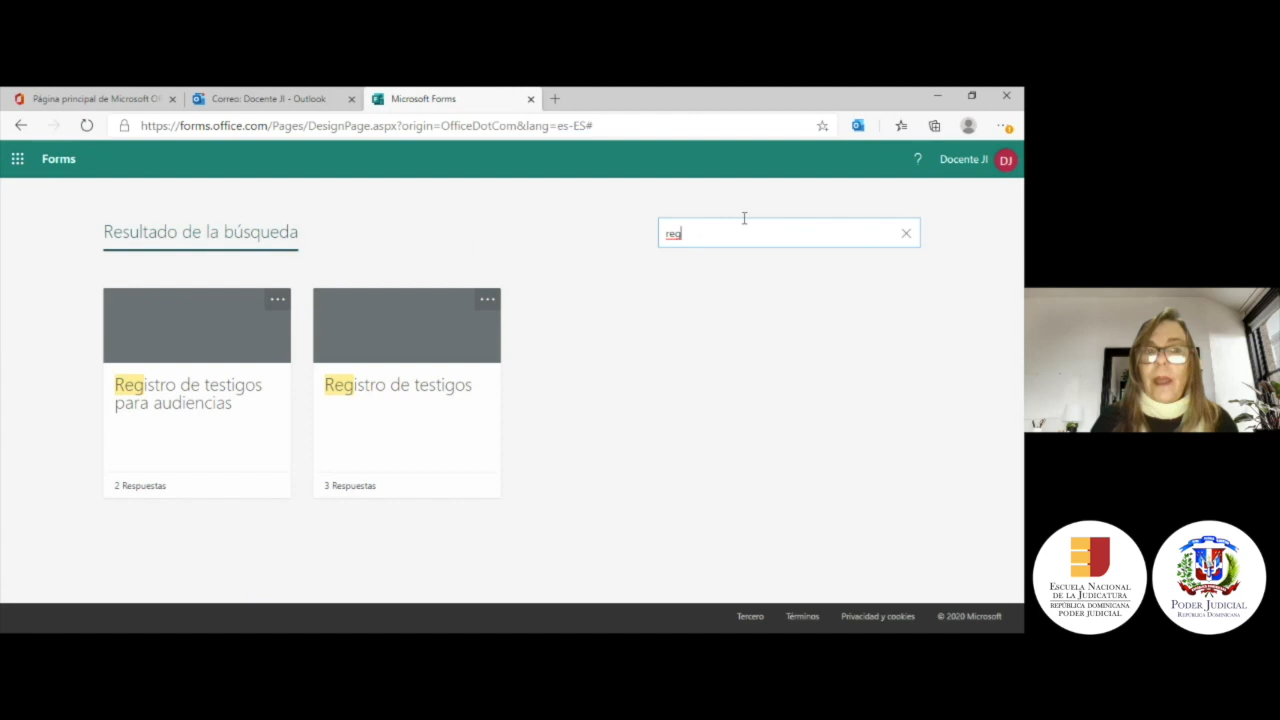 Página principal de Microsoft Of
Correo: Docente JI - Outlook
Microsoft Forms
https://forms.office.com/Pages/DesignPage.aspx?origin=OfficeDotCom&lang=es-ES#
Forms
?
Docente JI
DJ
Resultado de la búsqueda
reg
Registro de testigos
para audiencias
2 Respuestas
Registro de testigos
3 Respuestas
Tercero
Términos
Privacidad y cookies
© 2020 Microsoft
ESCUELA NACIONAL
DE LA JUDICATURA
REPÚBLICA DOMINICANA
PODER JUDICIAL
PODER JUDICIAL
REPÚBLICA DOMINICANA